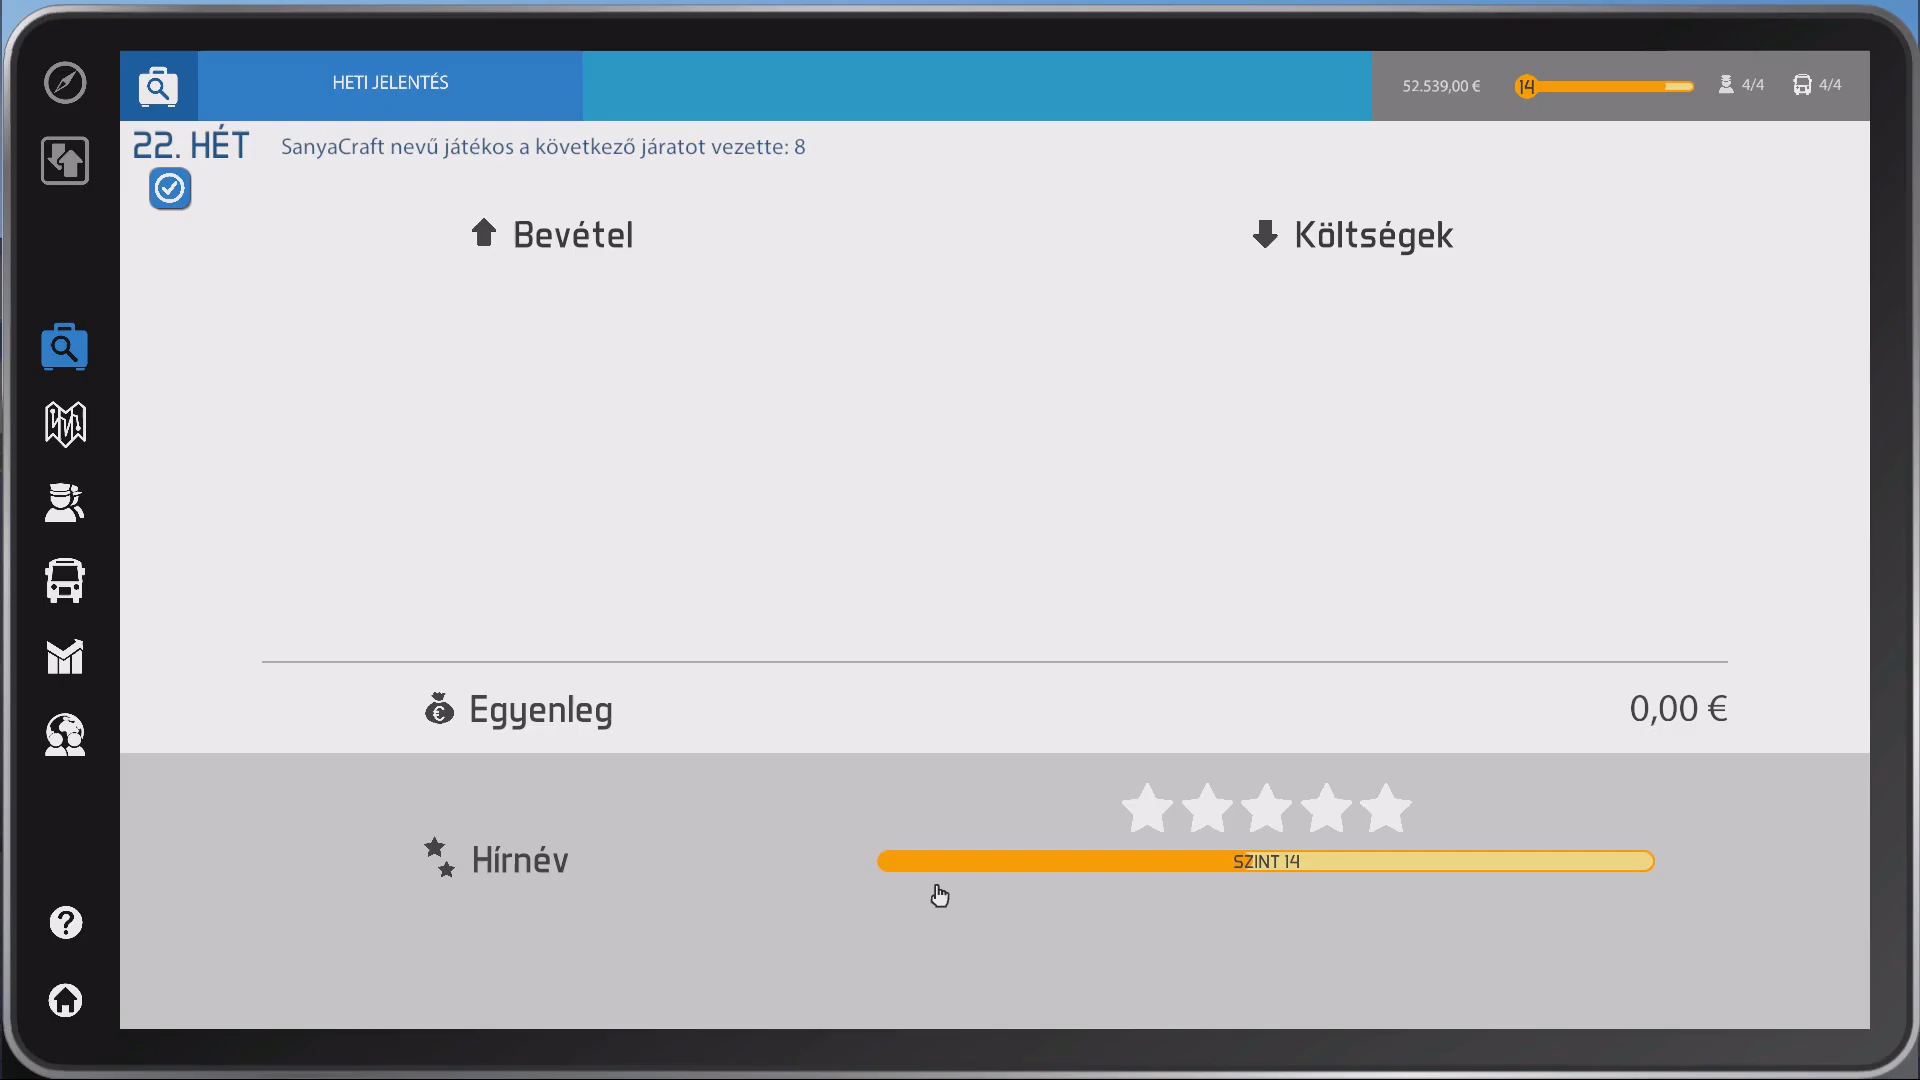 HETI JELENTÉS
52.539,00 €
14
4/4
4/4
22. HÉT
SanyaCraft nevű játékos a következő járatot vezette: 8
Bevétel
Költségek
Egyenleg
0,00 €
SZINT 14
Hírnév